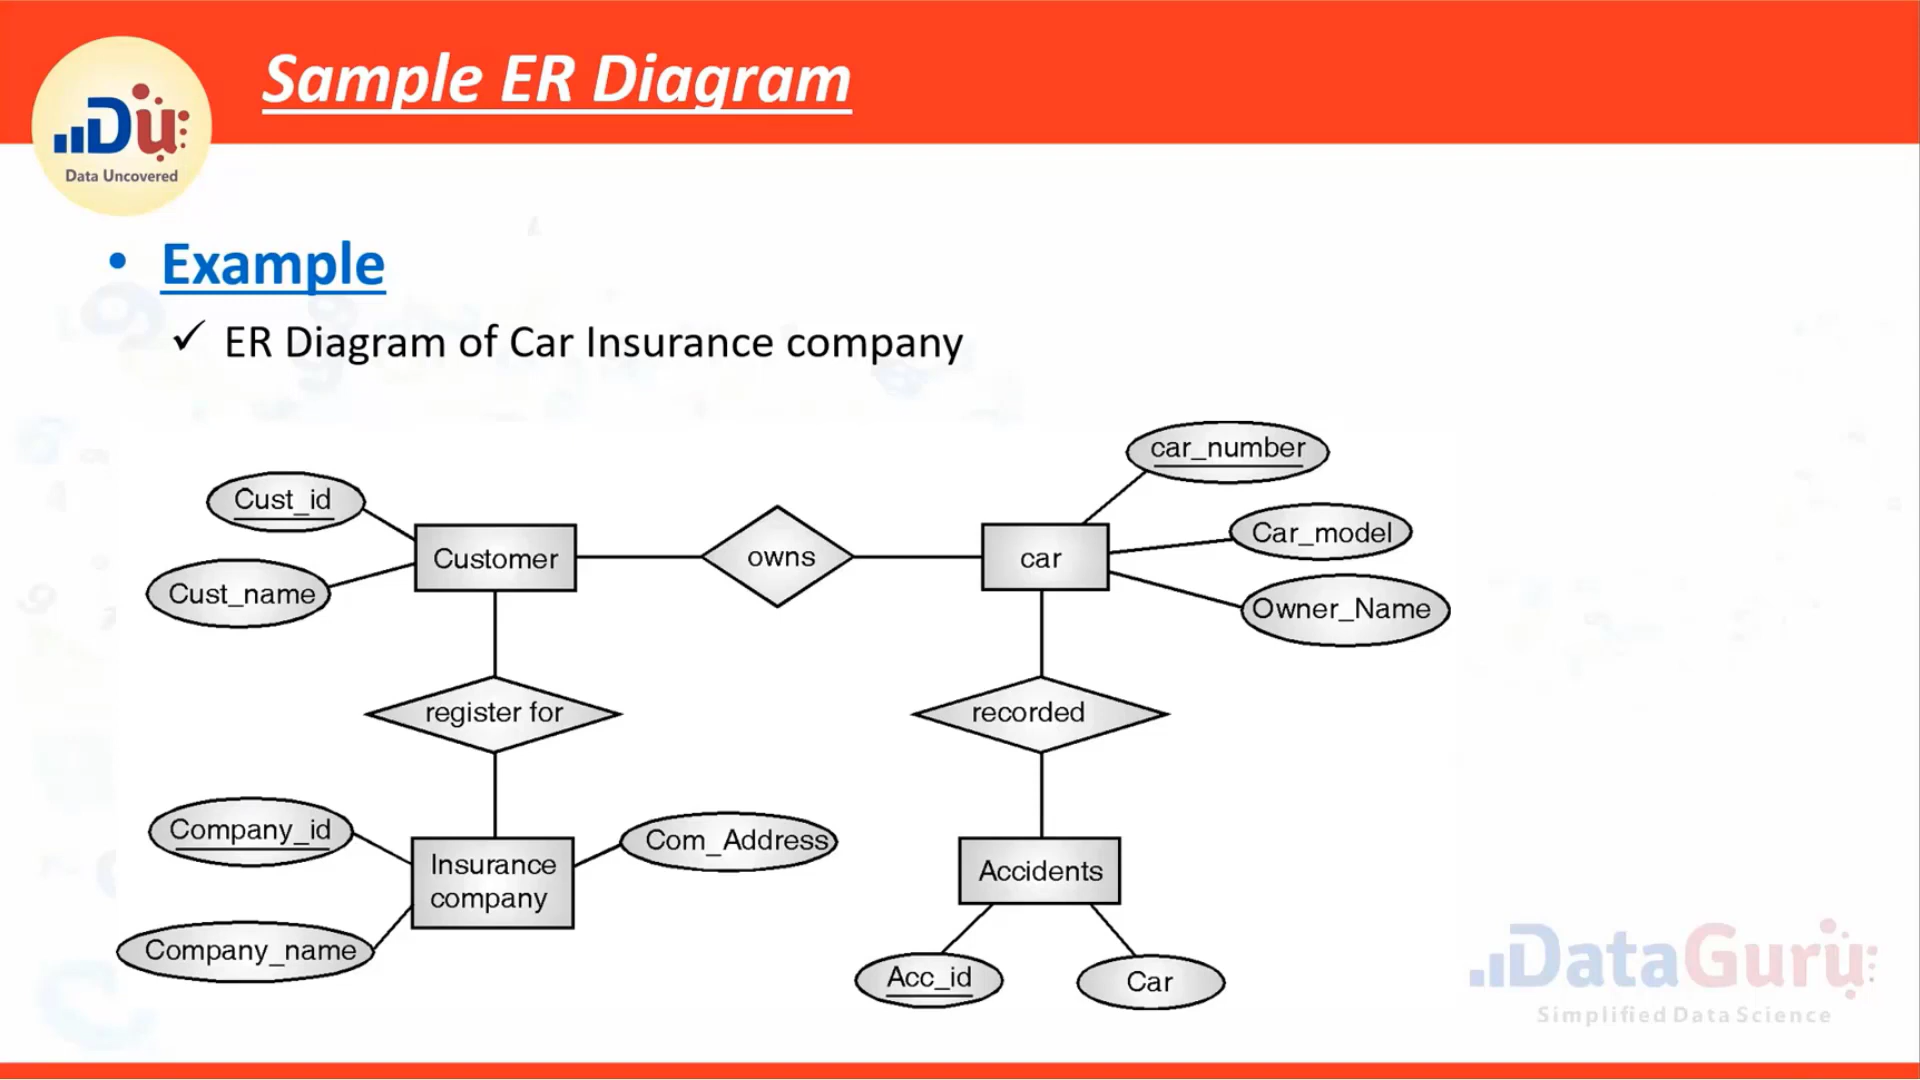 Sample ER Diagram
Du
Data Uncovered
• Example
✓ ER Diagram of Car Insurance company
car_number
Cust_id
Car_model
Customer
owns
car
Cust_name
Owner_Name
register for
recorded
Company_id
Com_Address
Insurance
company
Accidents
Company_name
Acc_id
Car
DataGuru
Simplified Data Science